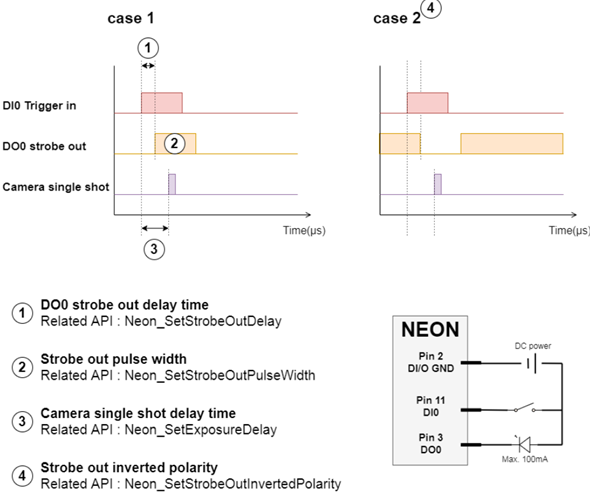 case 1
case 2
4
1
DI0 Trigger in
DO0 strobe out
2
Camera single shot
Time(µs)
Time(µs)
3
1 DO0 strobe out delay time
Related API : Neon_SetStrobeOutDelay
2 Strobe out pulse width
Related API : Neon_SetStrobeOutPulseWidth
3 Camera single shot delay time
Related API : Neon_SetExposureDelay
4 Strobe out inverted polarity
Related API : Neon_SetStrobeOutInvertedPolarity
NEON
DC power
Pin 2
DI/O GND
Pin 11
DI0
Pin 3
DO0
Max. 100mA